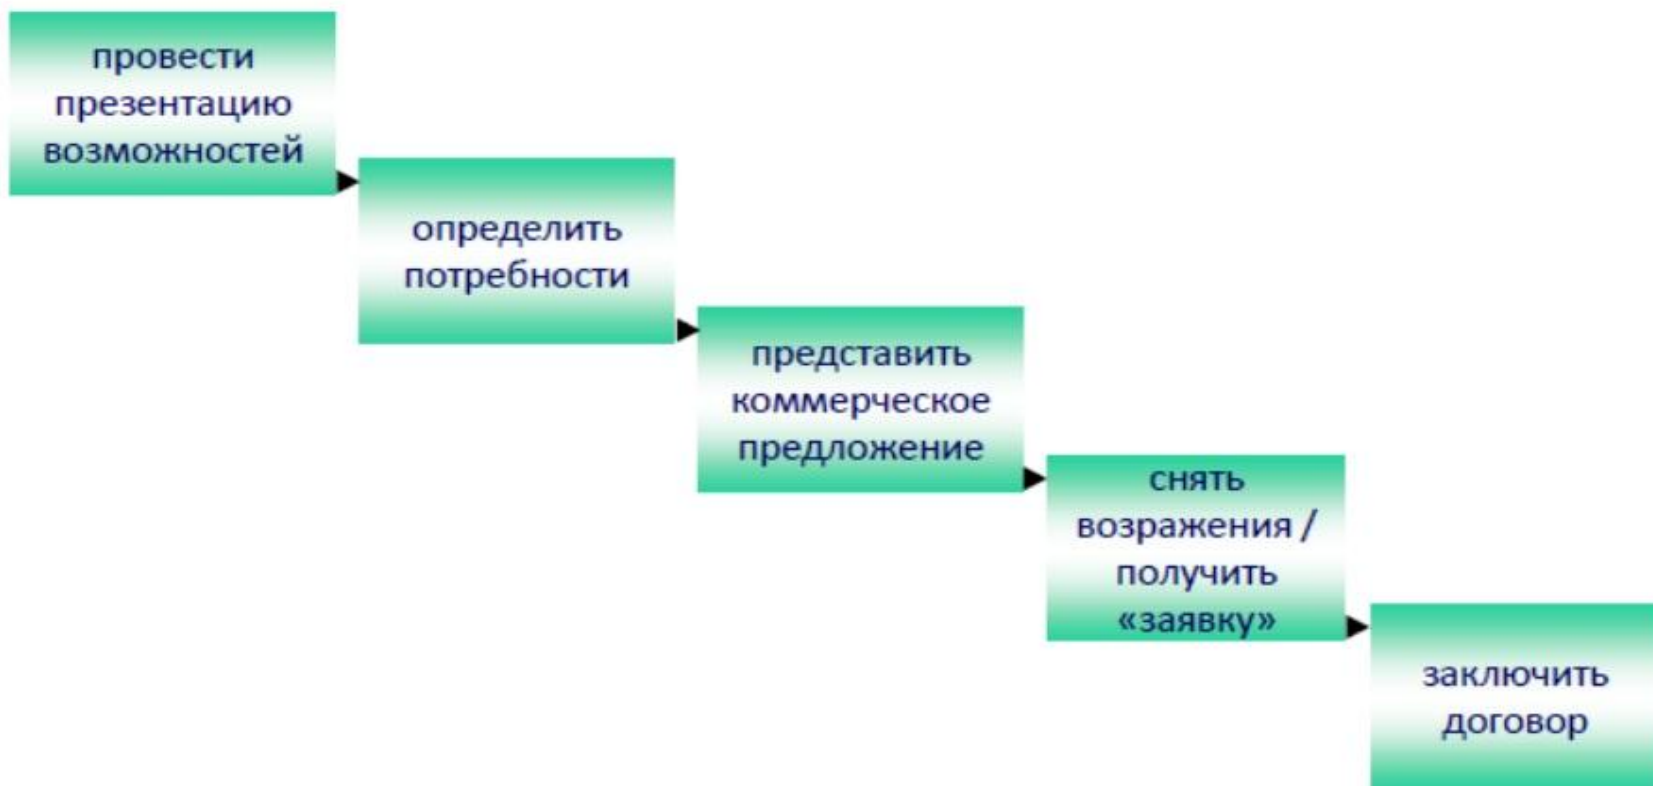 провести
презентацию
возможностей
определить
потребности
представить
коммерческое
предложение
снять
возражения /
получить
«заявку»
заключить
договор